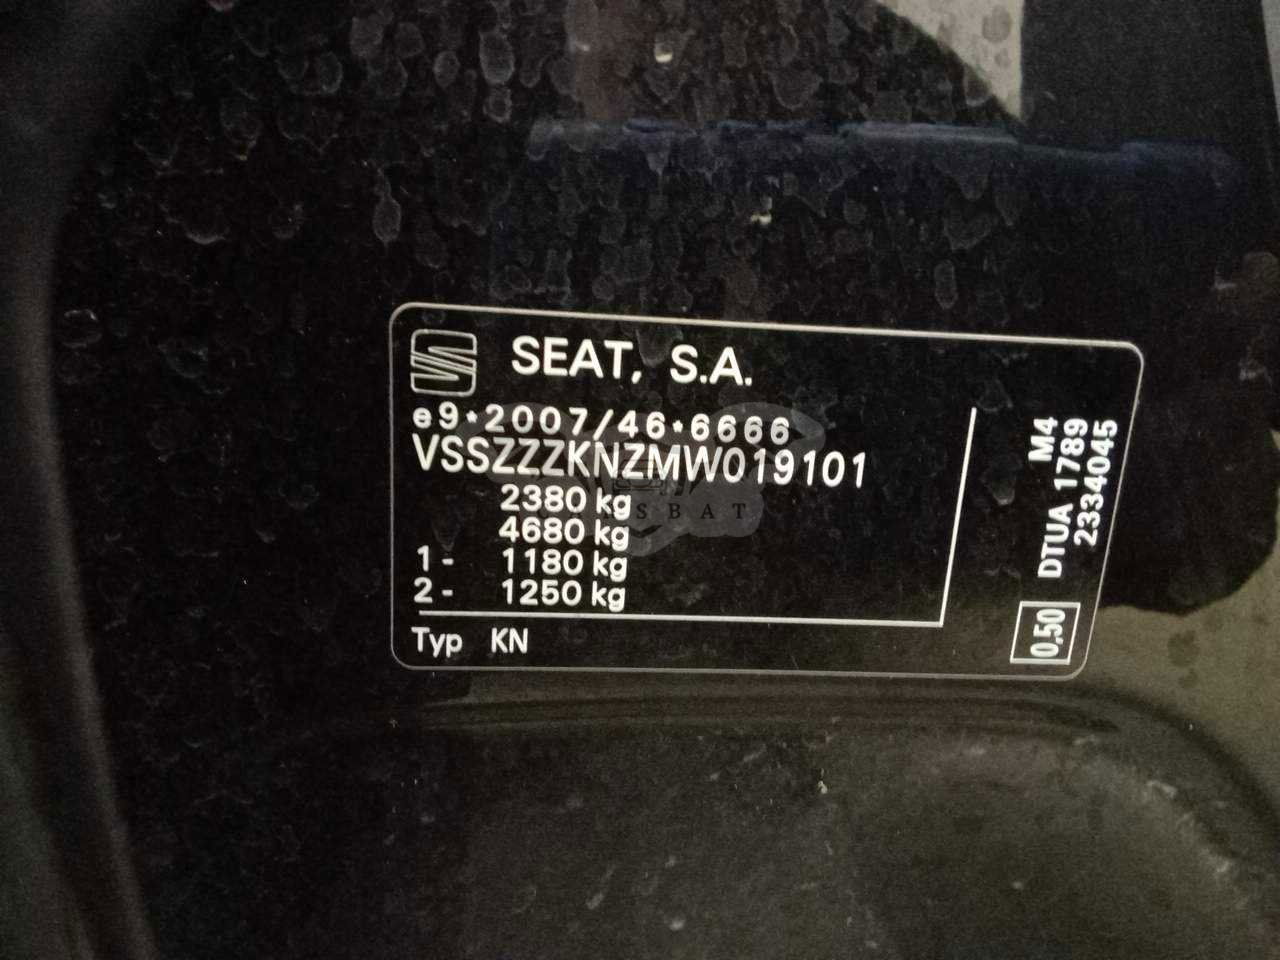 SEAT, S.A.
e9*2007/46*6666
VSSZZZKNZMW019101
2380 kg
4680 kg
1- 1180 kg
2- 1250 kg
Typ KN
M4
DTUA 1789
2334045
0,50